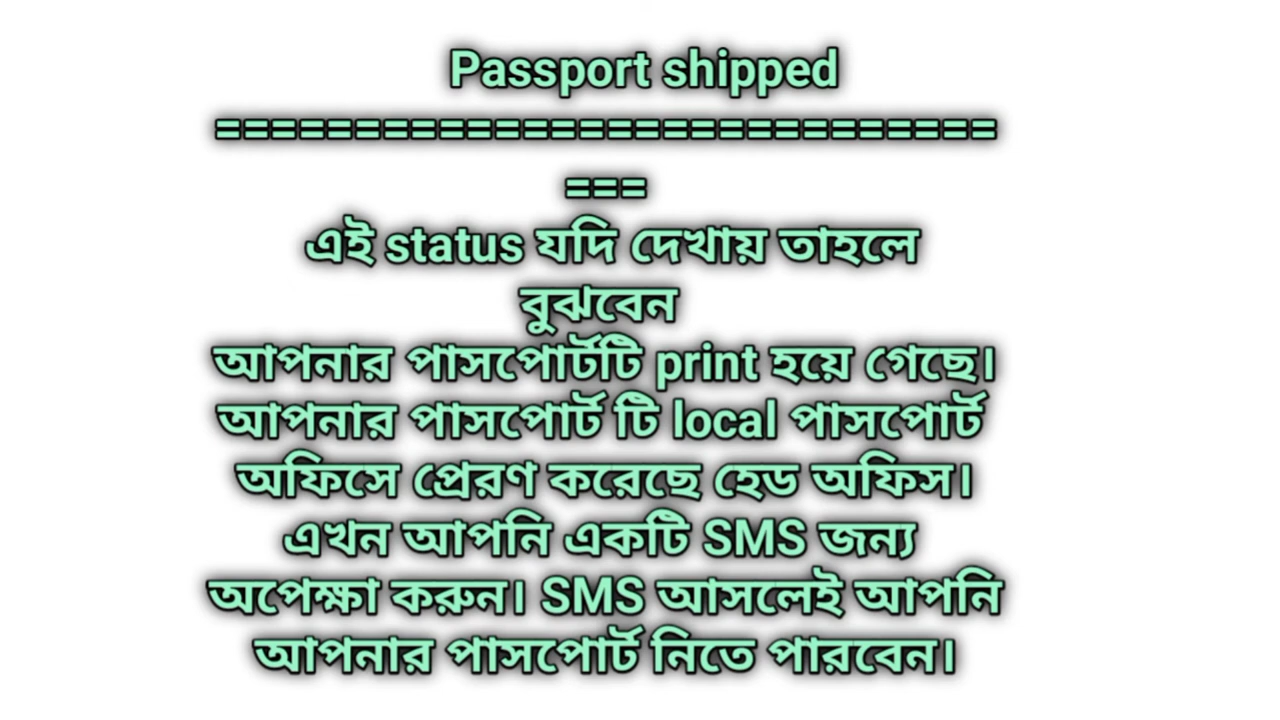 Passport shipped
============================
===
এই status যদি দেখায় তাহলে
বুঝবেন
আপনার পাসপোর্টটি print হয়ে গেছে।
আপনার পাসপোর্ট টি local পাসপোর্ট
অফিসে প্রেরণ করেছে হেড অফিস।
এখন আপনি একটি SMS জন্য
অপেক্ষা করুন। SMS আসলেই আপনি
আপনার পাসপোর্ট নিতে পারবেন।